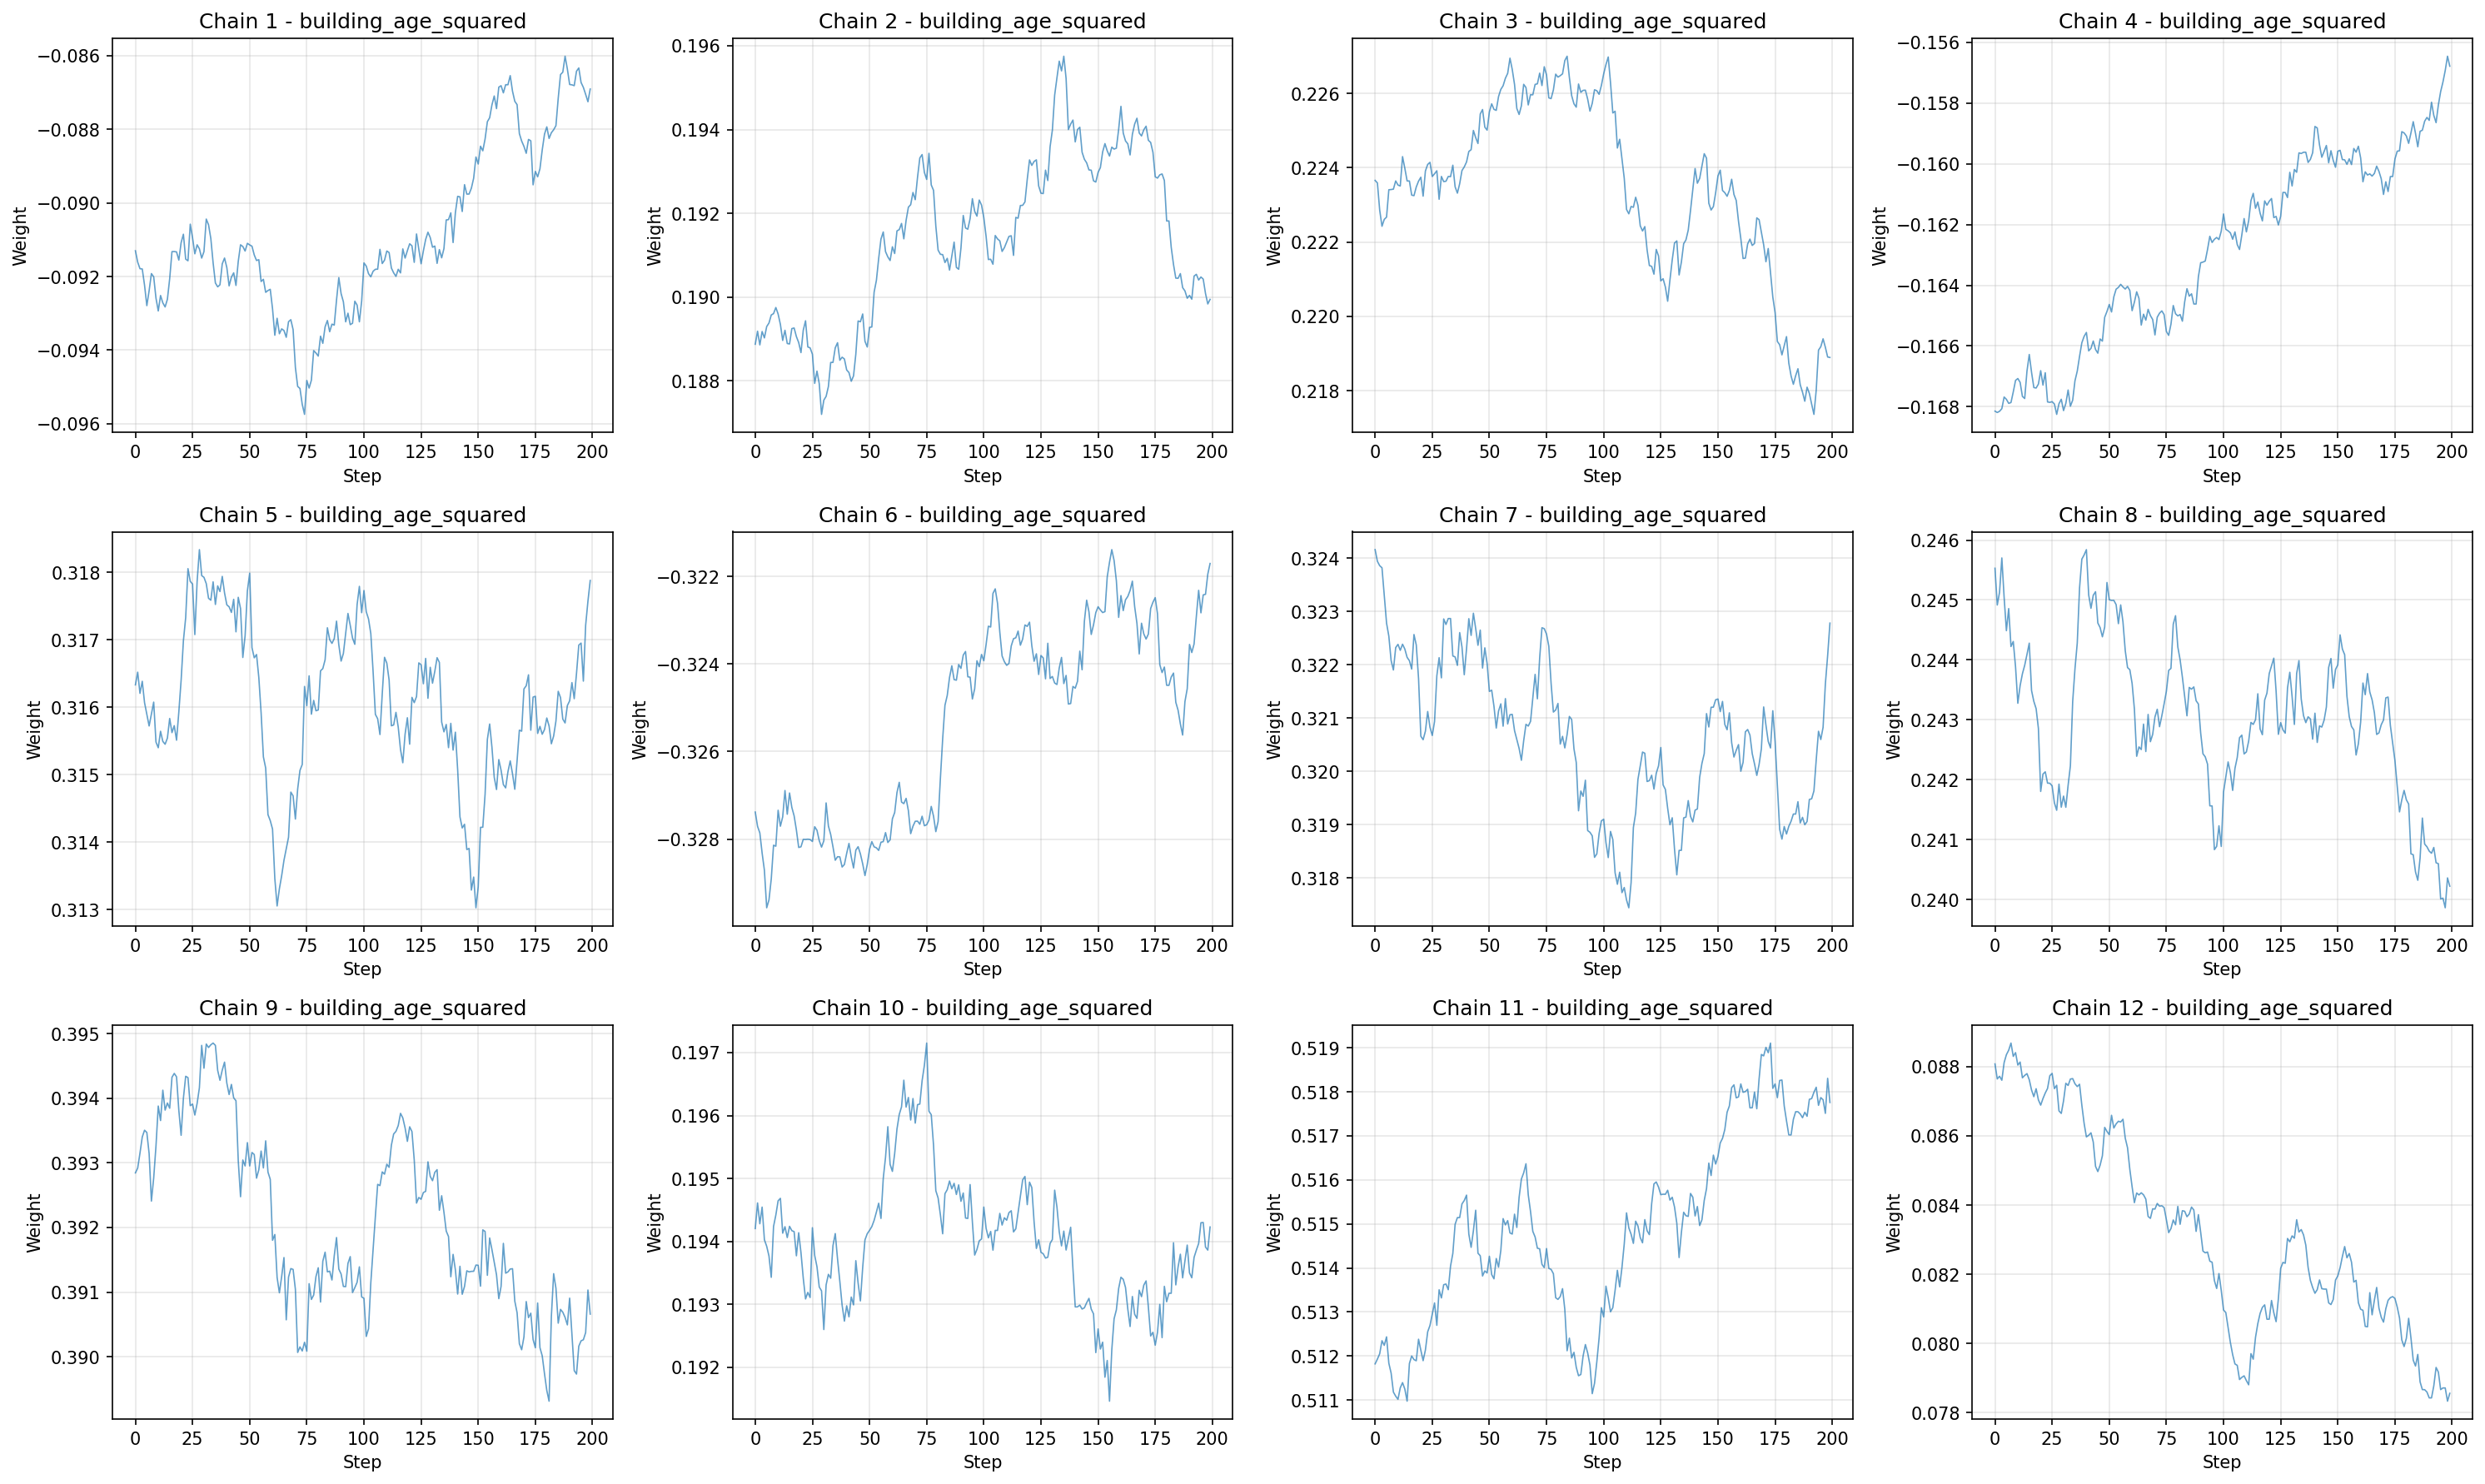 Chain 1 - building_age_squared
Weight
−0.086
−0.088
−0.090
−0.092
−0.094
−0.096
0 25 50 75 100 125 150 175 200
Step
Chain 2 - building_age_squared
Weight
0.196
0.194
0.192
0.190
0.188
0 25 50 75 100 125 150 175 200
Step
Chain 3 - building_age_squared
Weight
0.226
0.224
0.222
0.220
0.218
0 25 50 75 100 125 150 175 200
Step
Chain 4 - building_age_squared
Weight
−0.156
−0.158
−0.160
−0.162
−0.164
−0.166
−0.168
0 25 50 75 100 125 150 175 200
Step
Chain 5 - building_age_squared
Weight
0.318
0.317
0.316
0.315
0.314
0.313
0 25 50 75 100 125 150 175 200
Step
Chain 6 - building_age_squared
Weight
−0.322
−0.324
−0.326
−0.328
0 25 50 75 100 125 150 175 200
Step
Chain 7 - building_age_squared
Weight
0.324
0.323
0.322
0.321
0.320
0.319
0.318
0 25 50 75 100 125 150 175 200
Step
Chain 8 - building_age_squared
Weight
0.246
0.245
0.244
0.243
0.242
0.241
0.240
0 25 50 75 100 125 150 175 200
Step
Chain 9 - building_age_squared
Weight
0.395
0.394
0.393
0.392
0.391
0.390
0 25 50 75 100 125 150 175 200
Step
Chain 10 - building_age_squared
Weight
0.197
0.196
0.195
0.194
0.193
0.192
0 25 50 75 100 125 150 175 200
Step
Chain 11 - building_age_squared
Weight
0.519
0.518
0.517
0.516
0.515
0.514
0.513
0.512
0.511
0 25 50 75 100 125 150 175 200
Step
Chain 12 - building_age_squared
Weight
0.088
0.086
0.084
0.082
0.080
0.078
0 25 50 75 100 125 150 175 200
Step